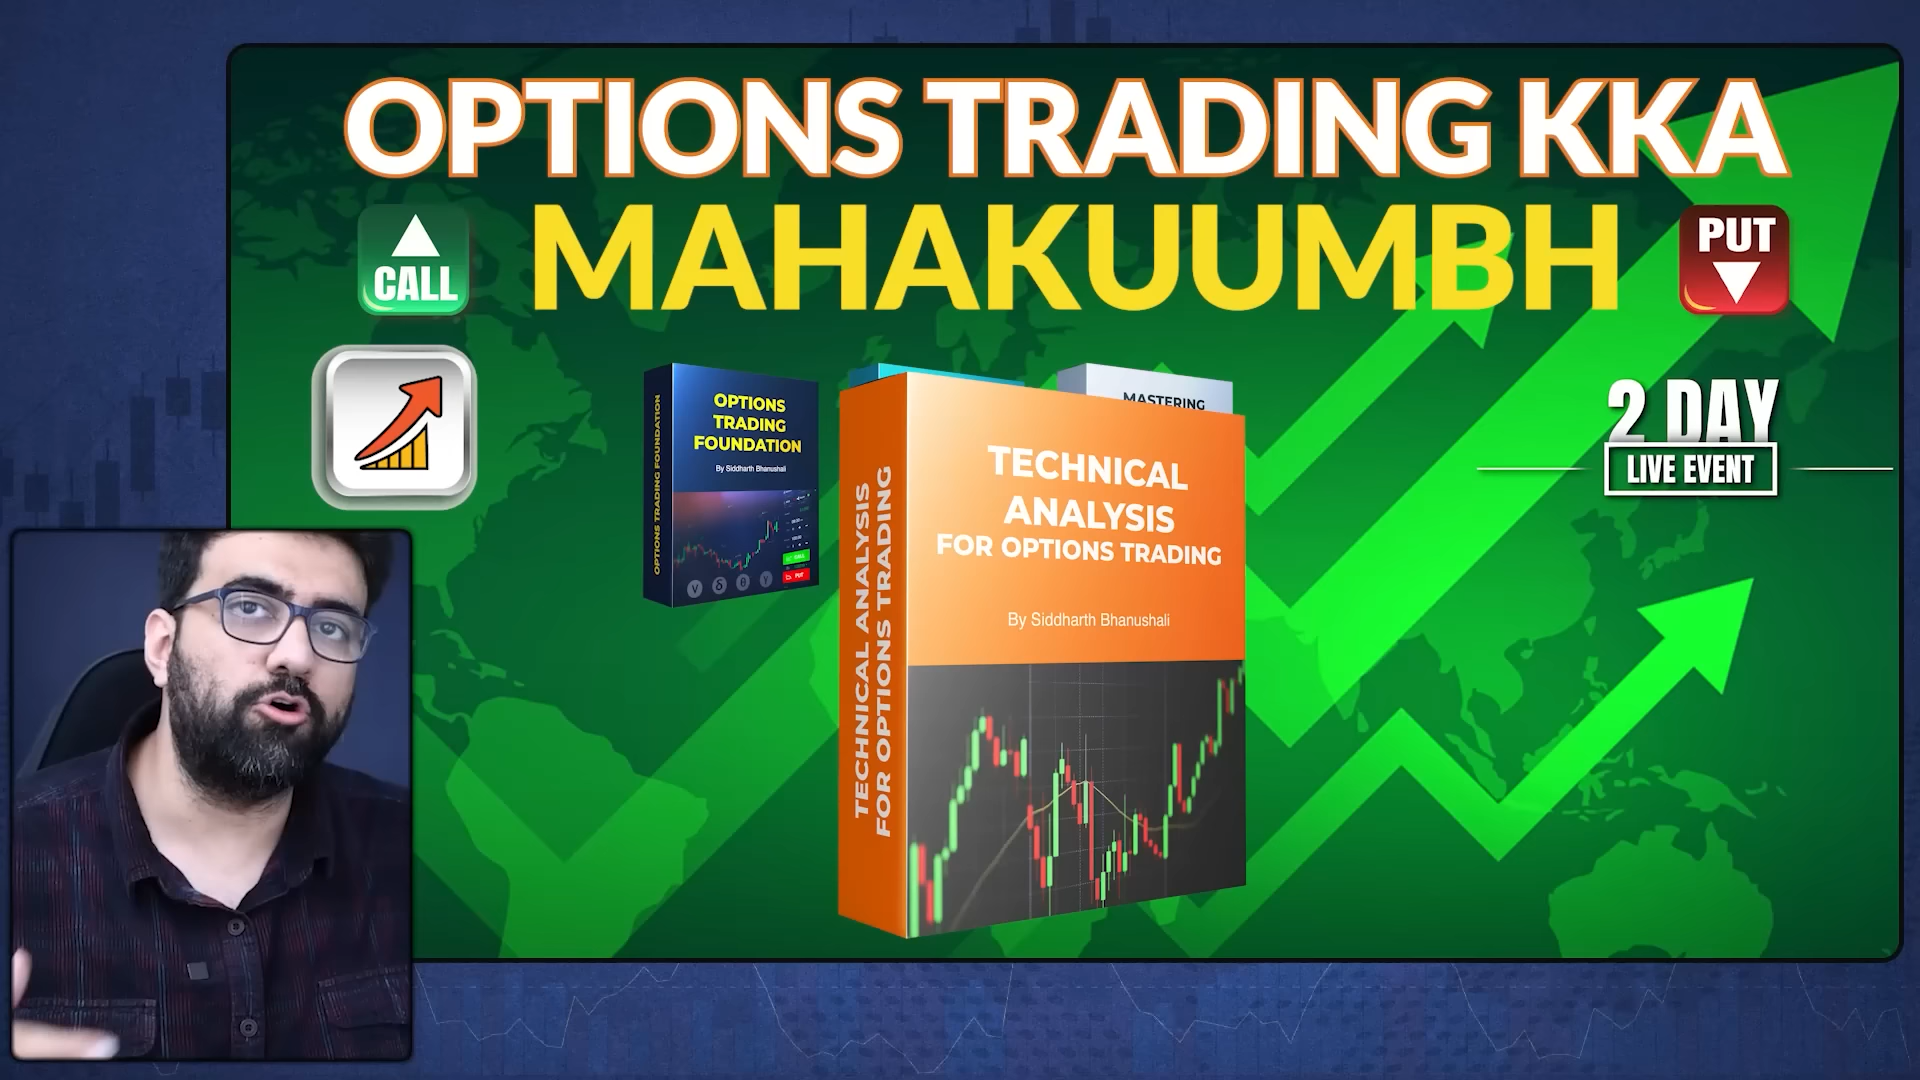 OPTIONS TRADING KKA
MAHAKUUMBH
CALL
PUT
2 DAY
LIVE EVENT
OPTIONS TRADING FOUNDATION
OPTIONS
TRADING
FOUNDATION
By Siddharth Bhanushali
PUT
MASTERING
TECHNICAL ANALYSIS
FOR OPTIONS TRADING
TECHNICAL
ANALYSIS
FOR OPTIONS TRADING
By Siddharth Bhanushali